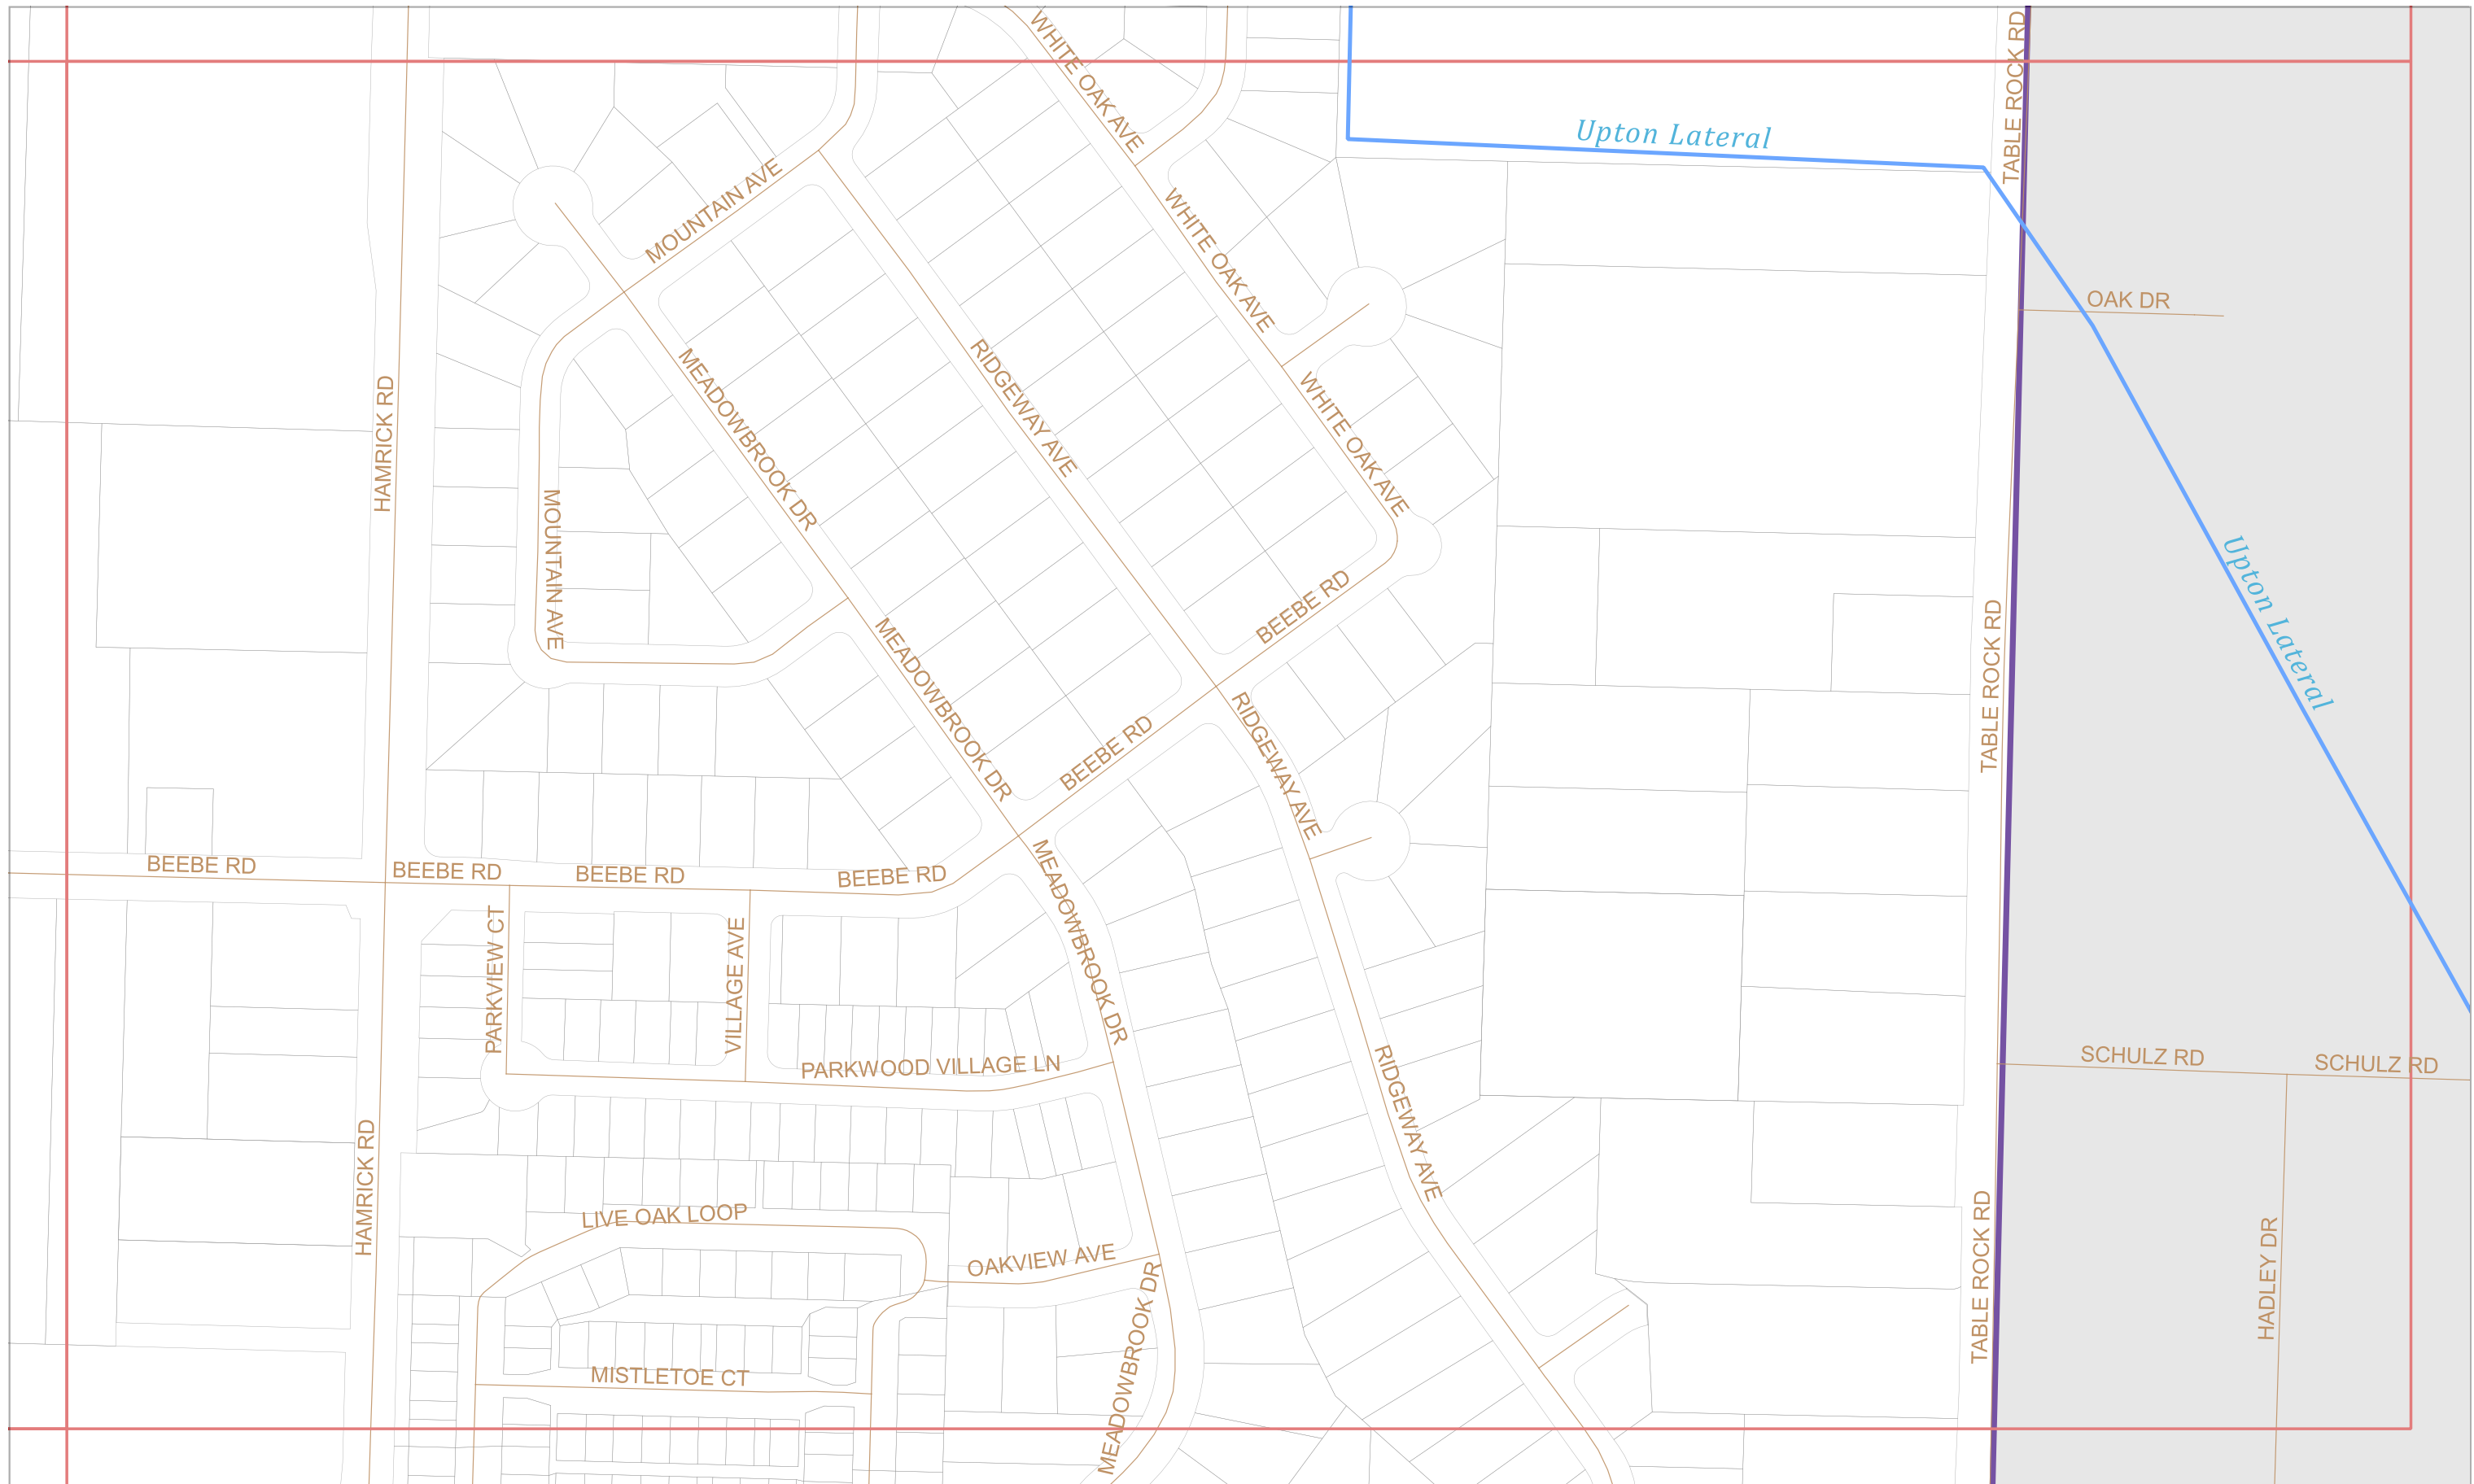 WHITE OAK AVE
TABLE ROCK RD
Upton Lateral
MOUNTAIN AVE
WHITE OAK AVE
OAK DR
HAMRICK RD
MEADOWBROOK DR
RIDGEWAY AVE
WHITE OAK AVE
MOUNTAIN AVE
Upton Lateral
BEEBE RD
TABLE ROCK RD
MEADOWBROOK DR
BEEBE RD
RIDGEWAY AVE
BEEBE RD
BEEBE RD
BEEBE RD
BEEBE RD
MEADOWBROOK DR
PARKVIEW CT
VILLAGE AVE
PARKWOOD VILLAGE LN
RIDGEWAY AVE
SCHULZ RD
SCHULZ RD
HAMRICK RD
LIVE OAK LOOP
OAKVIEW AVE
TABLE ROCK RD
HADLEY DR
MEADOWBROOK DR
MISTLETOE CT